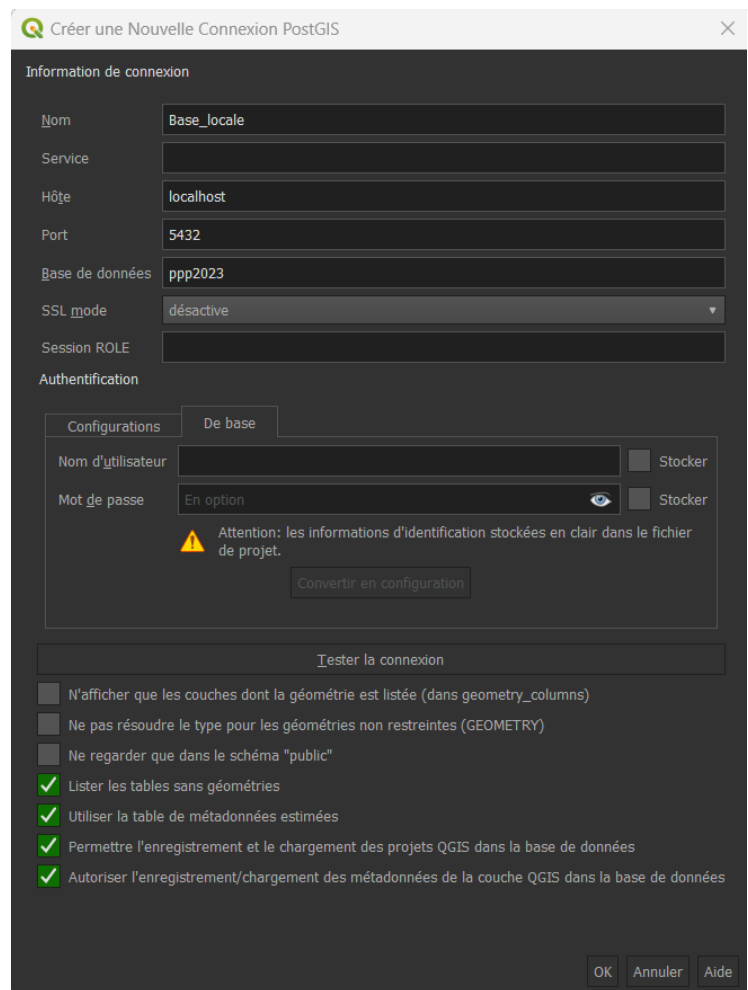 Créer une Nouvelle Connexion PostGIS
Information de connexion
Nom Base_locale
Service
Hôte localhost
Port 5432
Base de données ppp2023
SSL mode désactive
Session ROLE
Authentification
Configurations De base
Nom d'utilisateur Stocker
Mot de passe En option Stocker
Attention: les informations d'identification stockées en clair dans le fichier
de projet.
Convertir en configuration
Tester la connexion
N'afficher que les couches dont la géométrie est listée (dans geometry_columns)
Ne pas résoudre le type pour les géométries non restreintes (GEOMETRY)
Ne regarder que dans le schéma "public"
Lister les tables sans géométries
Utiliser la table de métadonnées estimées
Permettre l'enregistrement et le chargement des projets QGIS dans la base de données
Autoriser l'enregistrement/chargement des métadonnées de la couche QGIS dans la base de données
OK Annuler Aide